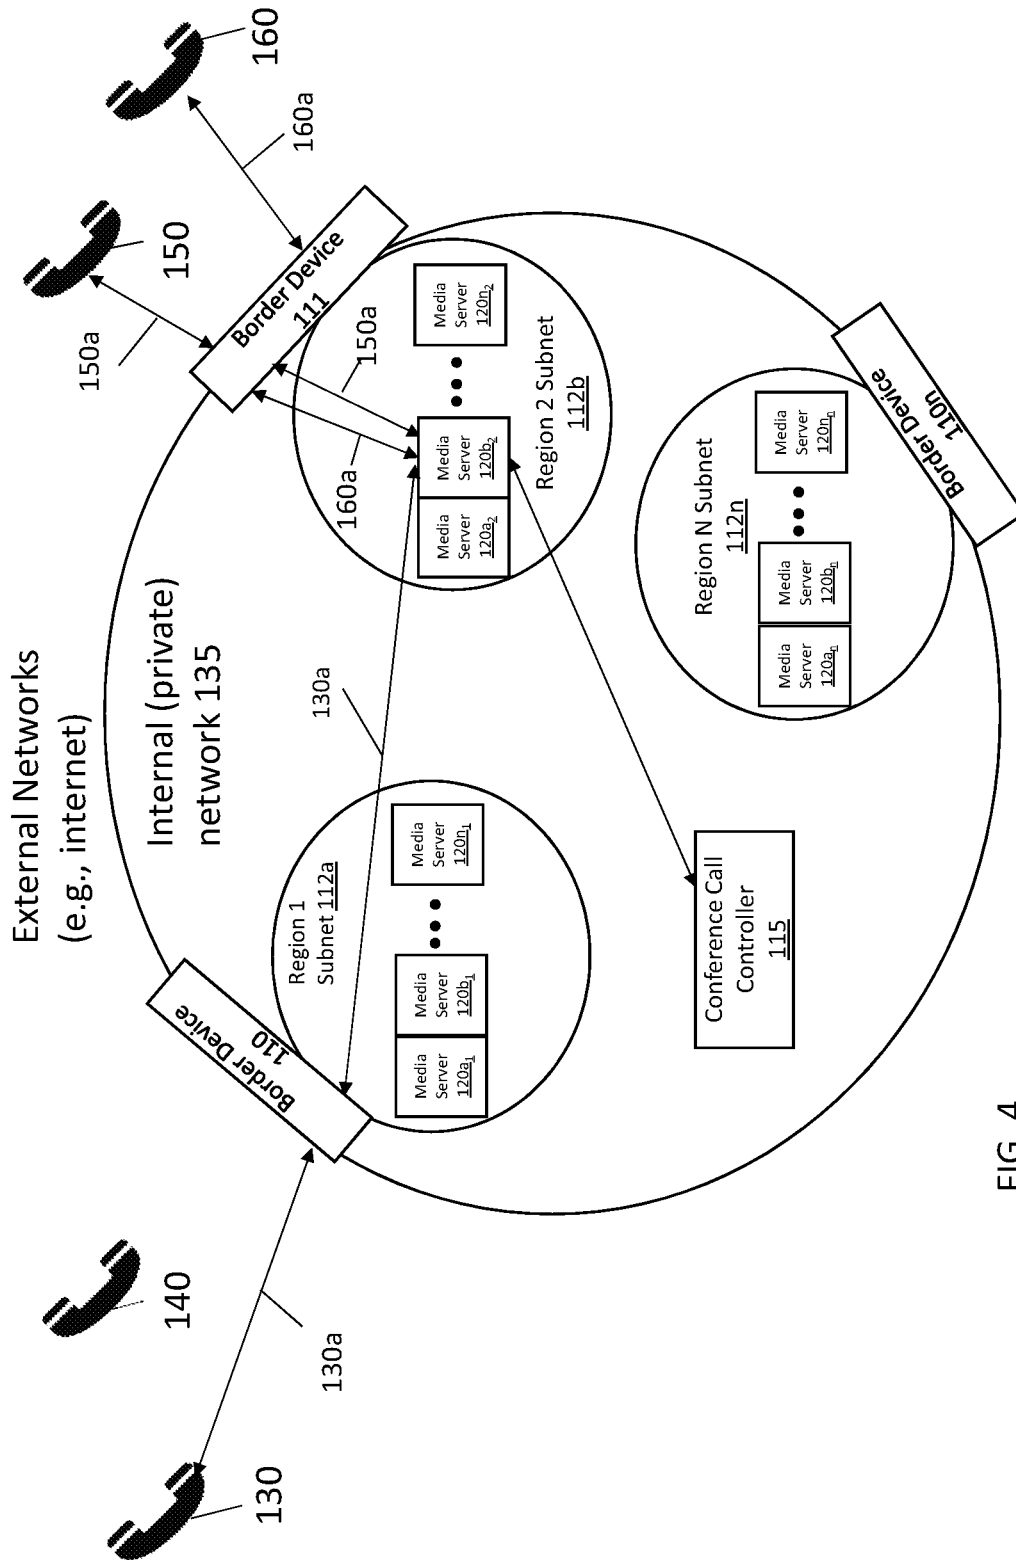 External Networks
(e.g., internet)
Internal (private)
network 135
130
130a
140
150
150a
160
160a
Border Device
110
Border Device
111
Region 1
Subnet 112a
Media
Server
120a₁
Media
Server
120b₁
Media
Server
120n₁
130a
160a
150a
Media
Server
120a₂
Media
Server
120b₂
Media
Server
120n₂
Region 2 Subnet
112b
Conference Call
Controller
115
Region N Subnet
112n
Media
Server
120aₙ
Media
Server
120bₙ
Media
Server
120nₙ
Border Device
110n
FIG. 4